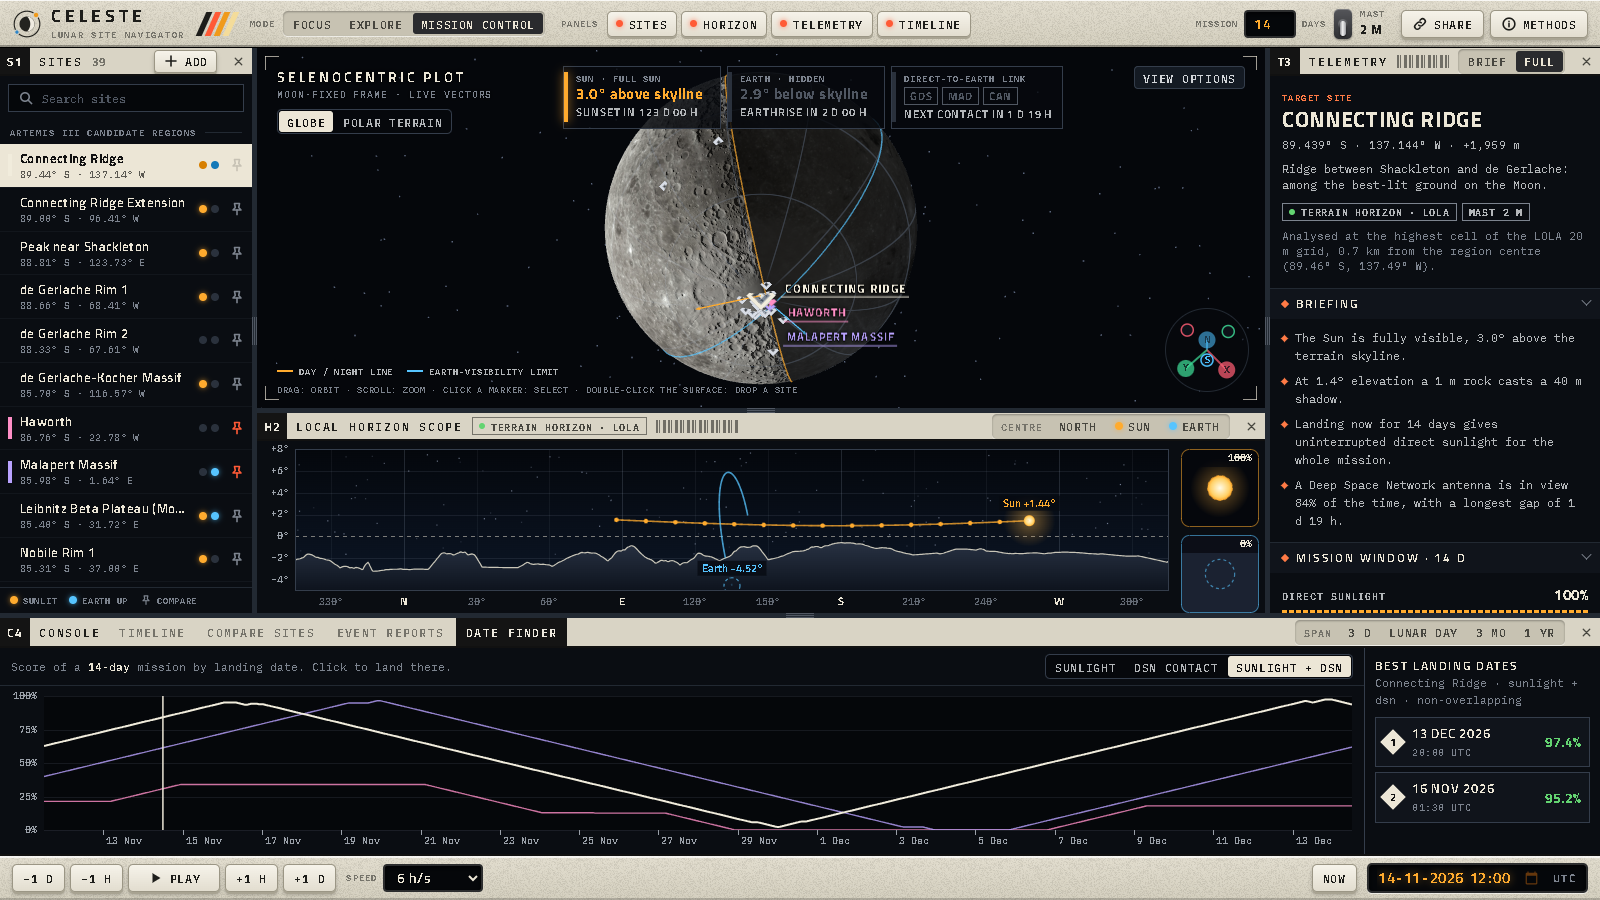 CELESTE
LUNAR SITE NAVIGATOR
MODE FOCUS EXPLORE MISSION CONTROL
PANELS SITES HORIZON TELEMETRY TIMELINE
MISSION 14 DAYS
MAST
2 M
SHARE METHODS
S1 SITES 39 ADD
Search sites
ARTEMIS III CANDIDATE REGIONS
Connecting Ridge
89.44° S · 137.14° W
Connecting Ridge Extension
89.00° S · 96.41° W
Peak near Shackleton
88.81° S · 123.73° E
de Gerlache Rim 1
88.66° S · 68.41° W
de Gerlache Rim 2
88.33° S · 67.61° W
de Gerlache-Kocher Massif
85.78° S · 116.57° W
Haworth
86.76° S · 22.78° W
Malapert Massif
85.98° S · 1.64° E
Leibnitz Beta Plateau (Mo...
85.40° S · 31.72° E
Nobile Rim 1
85.31° S · 37.00° E
SUNLIT EARTH UP COMPARE
SELENOCENTRIC PLOT
MOON-FIXED FRAME · LIVE VECTORS
GLOBE POLAR TERRAIN
SUN · FULL SUN
3.0° above skyline
SUNSET IN 123 D 00 H
EARTH · HIDDEN
2.9° below skyline
EARTHRISE IN 2 D 00 H
DIRECT-TO-EARTH LINK
GDS MAD CAN
NEXT CONTACT IN 1 D 19 H
VIEW OPTIONS
CONNECTING RIDGE
HAWORTH
MALAPERT MASSIF
N
S
Y
X
DAY / NIGHT LINE EARTH-VISIBILITY LIMIT
DRAG: ORBIT · SCROLL: ZOOM · CLICK A MARKER: SELECT · DOUBLE-CLICK THE SURFACE: DROP A SITE
H2 LOCAL HORIZON SCOPE TERRAIN HORIZON · LOLA
CENTRE NORTH SUN EARTH
+8°
+6°
+4°
+2°
0°
-2°
-4°
Sun +1.44°
Earth -4.52°
330° N 30° 60° E 120° 150° S 210° 240° W 300°
100%
0%
T3 TELEMETRY BRIEF FULL
TARGET SITE
CONNECTING RIDGE
89.439° S · 137.144° W · +1,959 m
Ridge between Shackleton and de Gerlache:
among the best-lit ground on the Moon.
TERRAIN HORIZON · LOLA MAST 2 M
Analysed at the highest cell of the LOLA 20
m grid, 0.7 km from the region centre
(89.46° S, 137.49° W).
BRIEFING
The Sun is fully visible, 3.0° above the
terrain skyline.
At 1.4° elevation a 1 m rock casts a 40 m
shadow.
Landing now for 14 days gives
uninterrupted direct sunlight for the
whole mission.
A Deep Space Network antenna is in view
84% of the time, with a longest gap of 1
d 19 h.
MISSION WINDOW · 14 D
DIRECT SUNLIGHT 100%
C4 CONSOLE TIMELINE COMPARE SITES EVENT REPORTS DATE FINDER
SPAN 3 D LUNAR DAY 3 MO 1 YR
Score of a 14-day mission by landing date. Click to land there.
SUNLIGHT DSN CONTACT SUNLIGHT + DSN
100%
75%
50%
25%
0%
13 Nov 15 Nov 17 Nov 19 Nov 21 Nov 23 Nov 25 Nov 27 Nov 29 Nov 1 Dec 3 Dec 5 Dec 7 Dec 9 Dec 11 Dec 13 Dec
BEST LANDING DATES
Connecting Ridge · sunlight +
dsn · non-overlapping
1 13 DEC 2026
20:00 UTC
97.4%
2 16 NOV 2026
01:30 UTC
95.2%
-1 D -1 H PLAY +1 H +1 D SPEED 6 h/s
NOW 14-11-2026 12:00 UTC